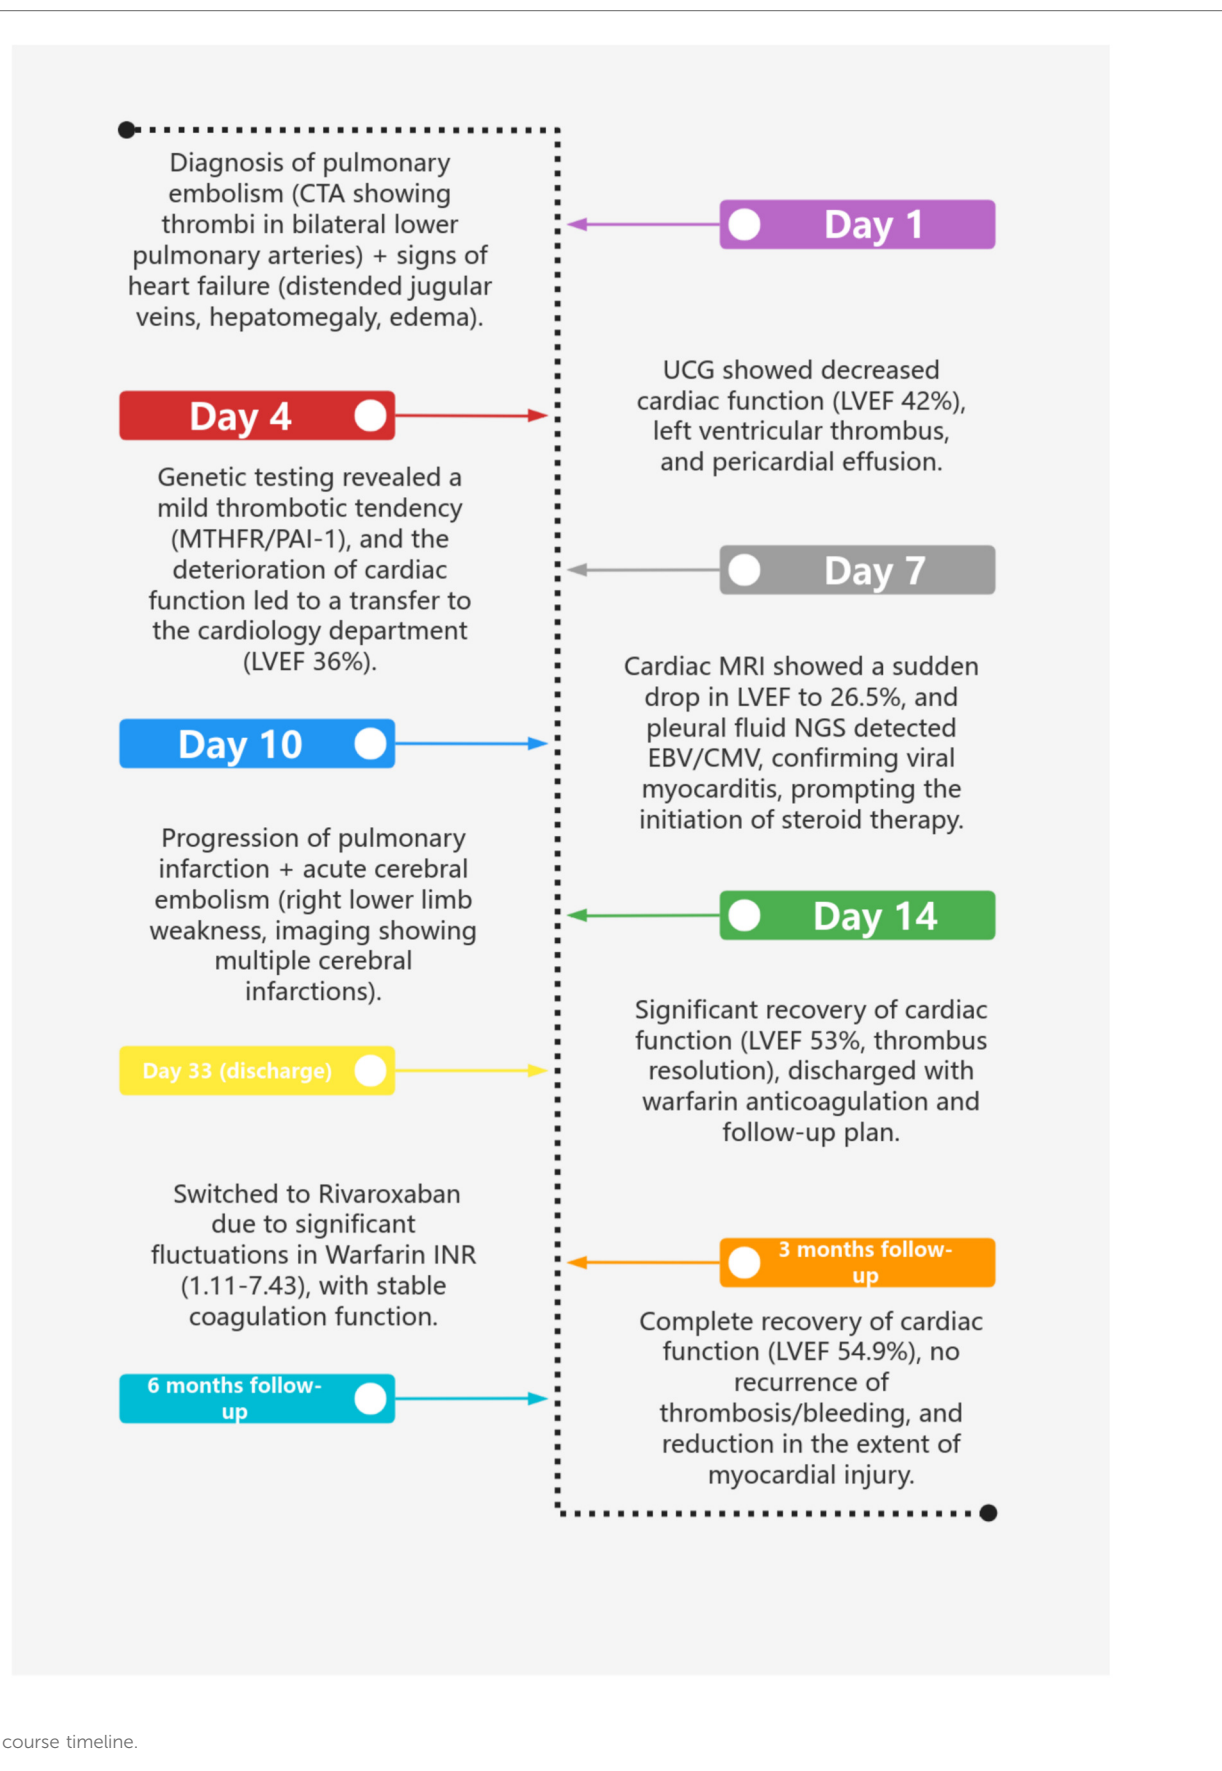 Diagnosis of pulmonary
embolism (CTA showing
thrombi in bilateral lower
pulmonary arteries) + signs of
heart failure (distended jugular
veins, hepatomegaly, edema).
Day 1
UCG showed decreased
cardiac function (LVEF 42%),
left ventricular thrombus,
and pericardial effusion.
Day 4
Genetic testing revealed a
mild thrombotic tendency
(MTHFR/PAI-1), and the
deterioration of cardiac
function led to a transfer to
the cardiology department
(LVEF 36%).
Day 7
Cardiac MRI showed a sudden
drop in LVEF to 26.5%, and
pleural fluid NGS detected
EBV/CMV, confirming viral
myocarditis, prompting the
initiation of steroid therapy.
Day 10
Progression of pulmonary
infarction + acute cerebral
embolism (right lower limb
weakness, imaging showing
multiple cerebral
infarctions).
Day 14
Significant recovery of cardiac
function (LVEF 53%, thrombus
resolution), discharged with
warfarin anticoagulation and
follow-up plan.
Day 33 (discharge)
Switched to Rivaroxaban
due to significant
fluctuations in Warfarin INR
(1.11-7.43), with stable
coagulation function.
3 months follow-
up
Complete recovery of cardiac
function (LVEF 54.9%), no
recurrence of
thrombosis/bleeding, and
reduction in the extent of
myocardial injury.
6 months follow-
up
course timeline.